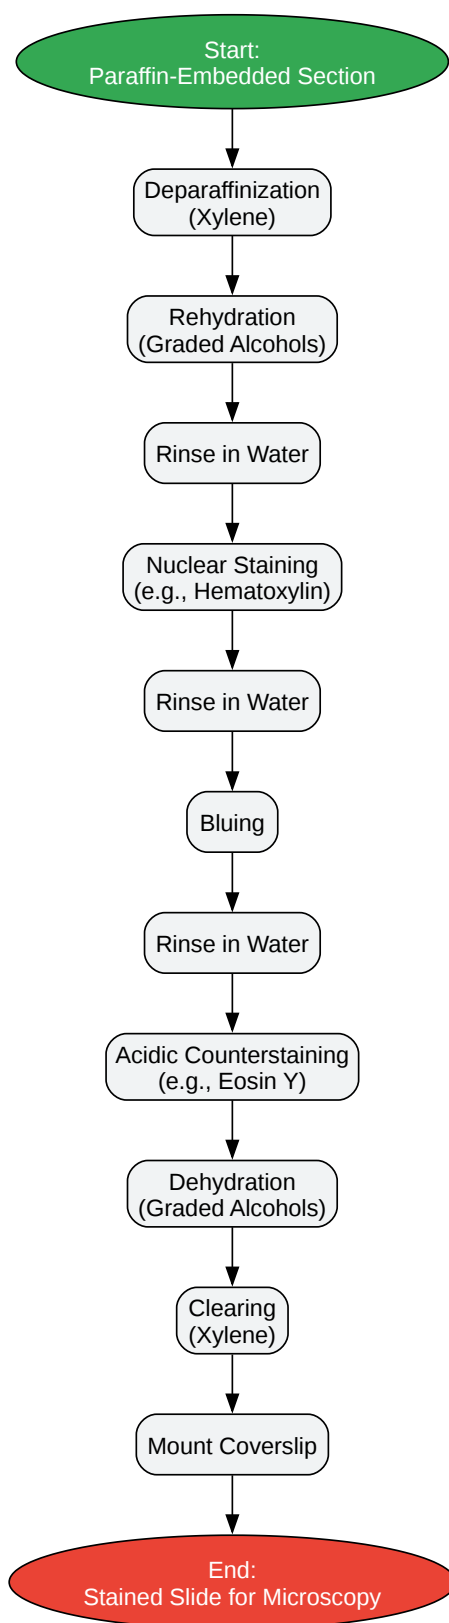 Start:
Paraffin-Embedded Section
Deparaffinization
(Xylene)
Rehydration
(Graded Alcohols)
Rinse in Water
Nuclear Staining
(e.g., Hematoxylin)
Rinse in Water
Bluing
Rinse in Water
Acidic Counterstaining
(e.g., Eosin Y)
Dehydration
(Graded Alcohols)
Clearing
(Xylene)
Mount Coverslip
End:
Stained Slide for Microscopy